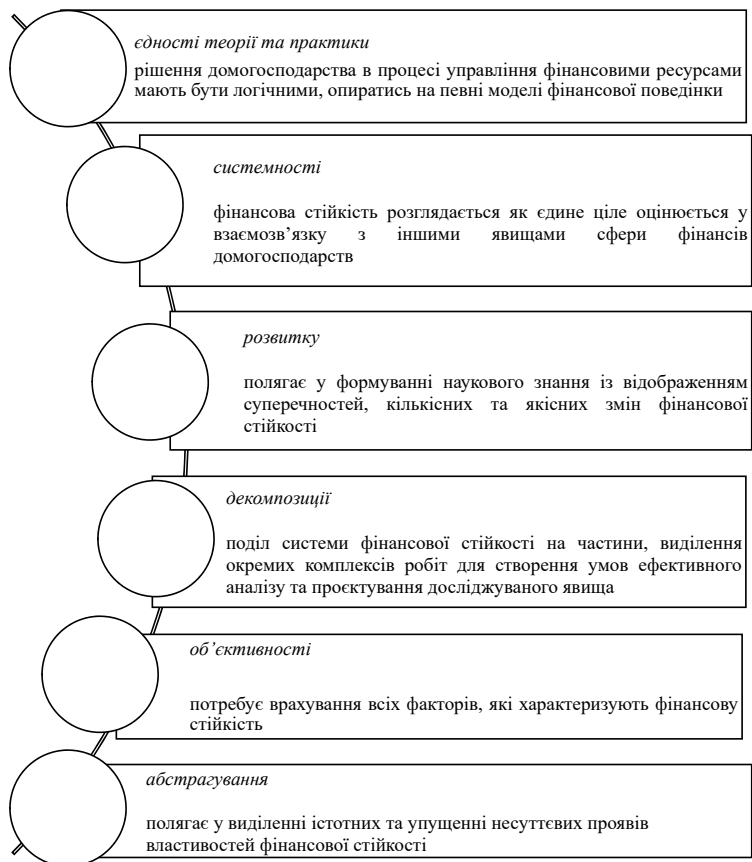 єдності теорії та практики
рішення домогосподарства в процесі управління фінансовими ресурсами
мають бути логічними, опиратись на певні моделі фінансової поведінки
системності
фінансова стійкість розглядається як єдине ціле оцінюється у
взаємозв’язку з іншими явищами сфери фінансів
домогосподарств
розвитку
полягає у формуванні наукового знання із відображенням
суперечностей, кількісних та якісних змін фінансової
стійкості
декомпозиції
поділ системи фінансової стійкості на частини, виділення
окремих комплексів робіт для створення умов ефективного
аналізу та проєктування досліджуваного явища
об’єктивності
потребує врахування всіх факторів, які характеризують фінансову
стійкість
абстрагування
полягає у виділенні істотних та упущенні несуттєвих проявів
властивостей фінансової стійкості